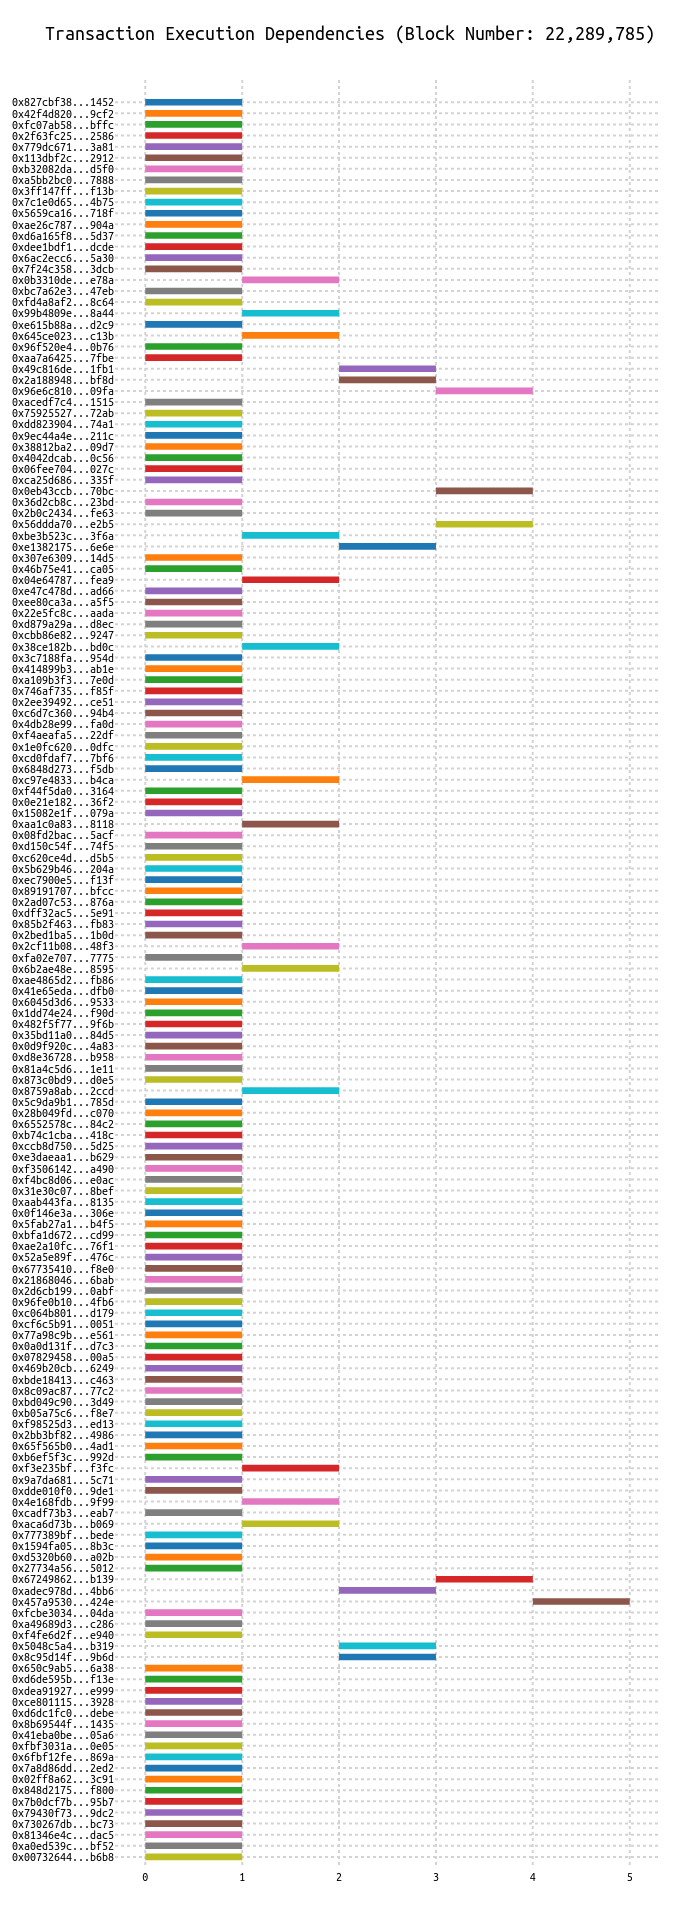 Transaction Execution Dependencies (Block Number: 22,289,785)
0x827cbf38...1452
0x42f4d820...9cf2
0xfc07ab58...bffc
0x2f63fc25...2586
0x779dc671...3a81
0x113dbf2c...2912
0xb32082da...d5f0
0xa5bb2bc0...7888
0x3ff147ff...f13b
0x7c1e0d65...4b75
0x5659ca16...718f
0xae26c787...904a
0xd6a165f8...5d37
0xdee1bdf1...dcde
0x6ac2ecc6...5a30
0x7f24c358...3dcb
0x0b3310de...e78a
0xbc7a62e3...47eb
0xfd4a8af2...8c64
0x99b4809e...8a44
0xe615b88a...d2c9
0x645ce023...c13b
0x96f520e4...0b76
0xaa7a6425...7fbe
0x49c816de...1fb1
0x2a188948...bf8d
0x96e6c810...09fa
0xacedf7c4...1515
0x75925527...72ab
0xdd823904...74a1
0x9ec44a4e...211c
0x38812ba2...09d7
0x4042dcab...0c56
0x06fee704...027c
0xca25d686...335f
0x0eb43ccb...70bc
0x36d2cb8c...23bd
0x2b0c2434...fe63
0x56ddda70...e2b5
0xbe3b523c...3f6a
0xe1382175...6e6e
0x307e6309...14d5
0x46b75e41...ca05
0x04e64787...fea9
0xe47c478d...ad66
0xee80ca3a...a5f5
0x22e5fc8c...aada
0xd879a29a...d8ec
0xcbb86e82...9247
0x38ce182b...bd0c
0x3c7188fa...954d
0x414899b3...ab1e
0xa109b3f3...7e0d
0x746af735...f85f
0x2ee39492...ce51
0xc6d7c360...94b4
0x4db28e99...fa0d
0xf4aeafa5...22df
0x1e0fc620...0dfc
0xcd0fdaf7...7bf6
0x6848d273...f5db
0xc97e4833...b4ca
0xf44f5da0...3164
0x0e21e182...36f2
0x15082e1f...079a
0xaa1c0a83...8118
0x08fd2bac...5acf
0xd150c54f...74f5
0xc620ce4d...d5b5
0x5b629b46...204a
0xec7900e5...f13f
0x89191707...bfcc
0x2ad07c53...876a
0xdff32ac5...5e91
0x85b2f463...fb83
0x2bed1ba5...1b0d
0x2cf11b08...48f3
0xfa02e707...7775
0x6b2ae48e...8595
0xae4865d2...fb86
0x41e65eda...dfb0
0x6045d3d6...9533
0x1dd74e24...f90d
0x482f5f77...9f6b
0x35bd11a0...84d5
0x0d9f920c...4a83
0xd8e36728...b958
0x81a4c5d6...1e11
0x873c0bd9...d0e5
0x8759a8ab...2ccd
0x5c9da9b1...785d
0x28b049fd...c070
0x6552578c...84c2
0xb74c1cba...418c
0xccb8d750...5d25
0xe3daeaa1...b629
0xf3506142...a490
0xf4bc8d06...e0ac
0x31e30c07...8bef
0xaab443fa...8135
0x0f146e3a...306e
0x5fab27a1...b4f5
0xbfa1d672...cd99
0xae2a10fc...76f1
0x52a5e89f...476c
0x67735410...f8e0
0x21868046...6bab
0x2d6cb199...0abf
0x96fe0b10...4fb6
0xc064b801...d179
0xcf6c5b91...0051
0x77a98c9b...e561
0x0a0d131f...d7c3
0x07829458...00a5
0x469b20cb...6249
0xbde18413...c463
0x8c09ac87...77c2
0xbd049c90...3d49
0xb05a75c6...f8e7
0xf98525d3...ed13
0x2bb3bf82...4986
0x65f565b0...4ad1
0xb6ef5f3c...992d
0xf3e235bf...f3fc
0x9a7da681...5c71
0xdde010f0...9de1
0x4e168fdb...9f99
0xcadf73b3...eab7
0xaca6d73b...b069
0x777389bf...bede
0x1594fa05...8b3c
0xd5320b60...a02b
0x27734a56...5012
0x67249862...b139
0xadec978d...4bb6
0x457a9530...424e
0xfcbe3034...04da
0xa49689d3...c286
0xf4fe6d2f...e940
0x5048c5a4...b319
0x8c95d14f...9b6d
0x650c9ab5...6a38
0xd6de595b...f13e
0xdea91927...e999
0xce801115...3928
0xd6dc1fc0...debe
0x8b69544f...1435
0x41eba0be...05a6
0xfbf3031a...0e05
0x6fbf12fe...869a
0x7a8d86dd...2ed2
0x02ff8a62...3c91
0x848d2175...f800
0x7b0dcf7b...95b7
0x79430f73...9dc2
0x730267db...bc73
0x81346e4c...dac5
0xa0ed539c...bf52
0x00732644...b6b8
0 1 2 3 4 5